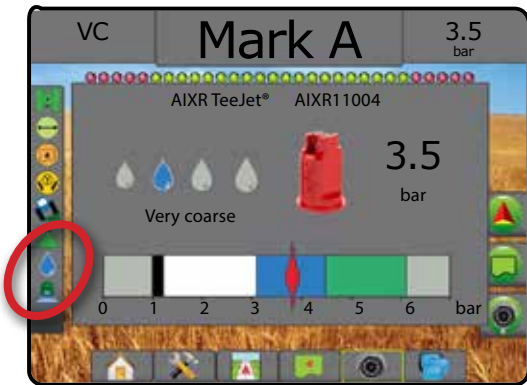 VC Mark A 3.5
bar
AIXR TeeJet® AIXR11004
3.5
bar
Very coarse
0 1 2 3 4 5 6 bar